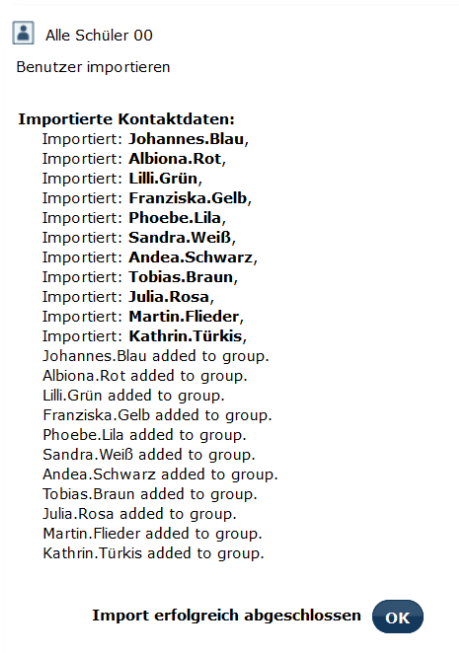 Alle Schüler 00
Benutzer importieren
Importierte Kontaktdaten:
Importiert: Johannes.Blau,
Importiert: Albiona.Rot,
Importiert: Lilli.Grün,
Importiert: Franziska.Gelb,
Importiert: Phoebe.Lila,
Importiert: Sandra.Weiß,
Importiert: Andea.Schwarz,
Importiert: Tobias.Braun,
Importiert: Julia.Rosa,
Importiert: Martin.Flieder,
Importiert: Kathrin.Türkis,
Johannes.Blau added to group.
Albiona.Rot added to group.
Lilli.Grün added to group.
Franziska.Gelb added to group.
Phoebe.Lila added to group.
Sandra.Weiß added to group.
Andea.Schwarz added to group.
Tobias.Braun added to group.
Julia.Rosa added to group.
Martin.Flieder added to group.
Kathrin.Türkis added to group.
Import erfolgreich abgeschlossen OK